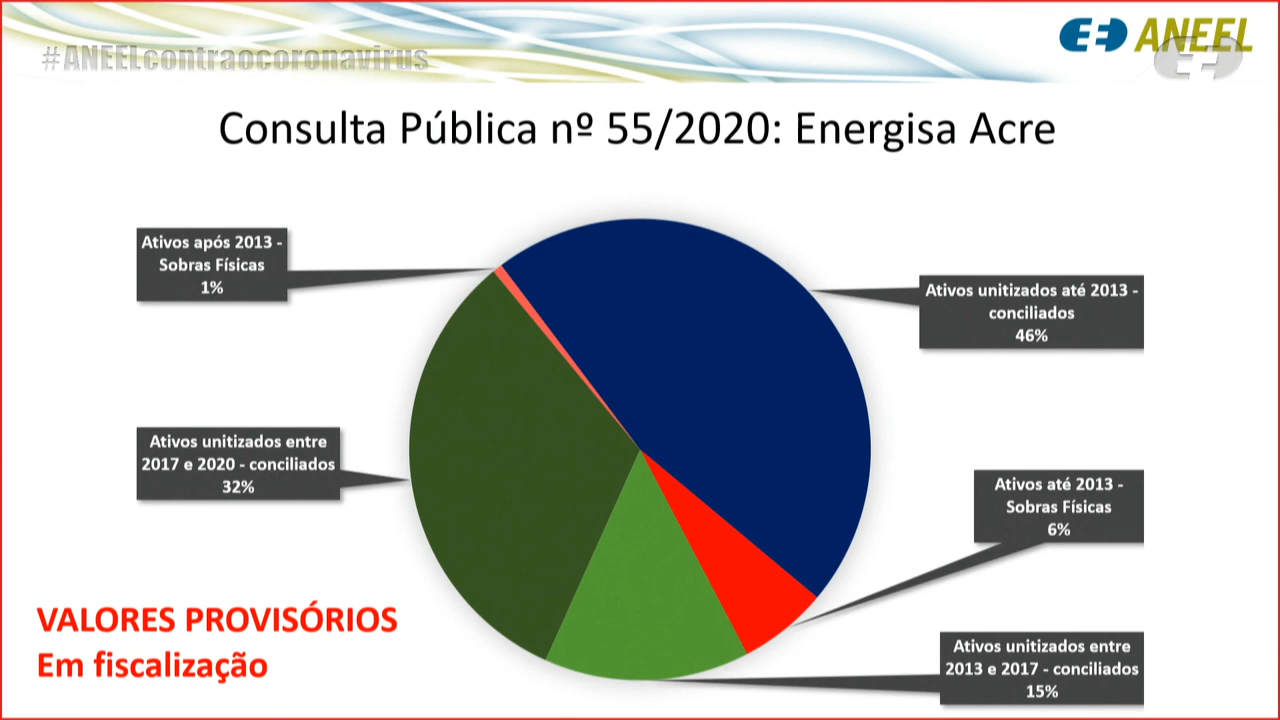 #ANEELcontraocoronavirus
ANEEL
Consulta Pública nº 55/2020: Energisa Acre
Ativos após 2013 -
Sobras Físicas
1%
Ativos unitizados até 2013 -
conciliados
46%
Ativos unitizados entre
2017 e 2020 - conciliados
32%
Ativos até 2013 -
Sobras Físicas
6%
VALORES PROVISÓRIOS
Em fiscalização
Ativos unitizados entre
2013 e 2017 - conciliados
15%